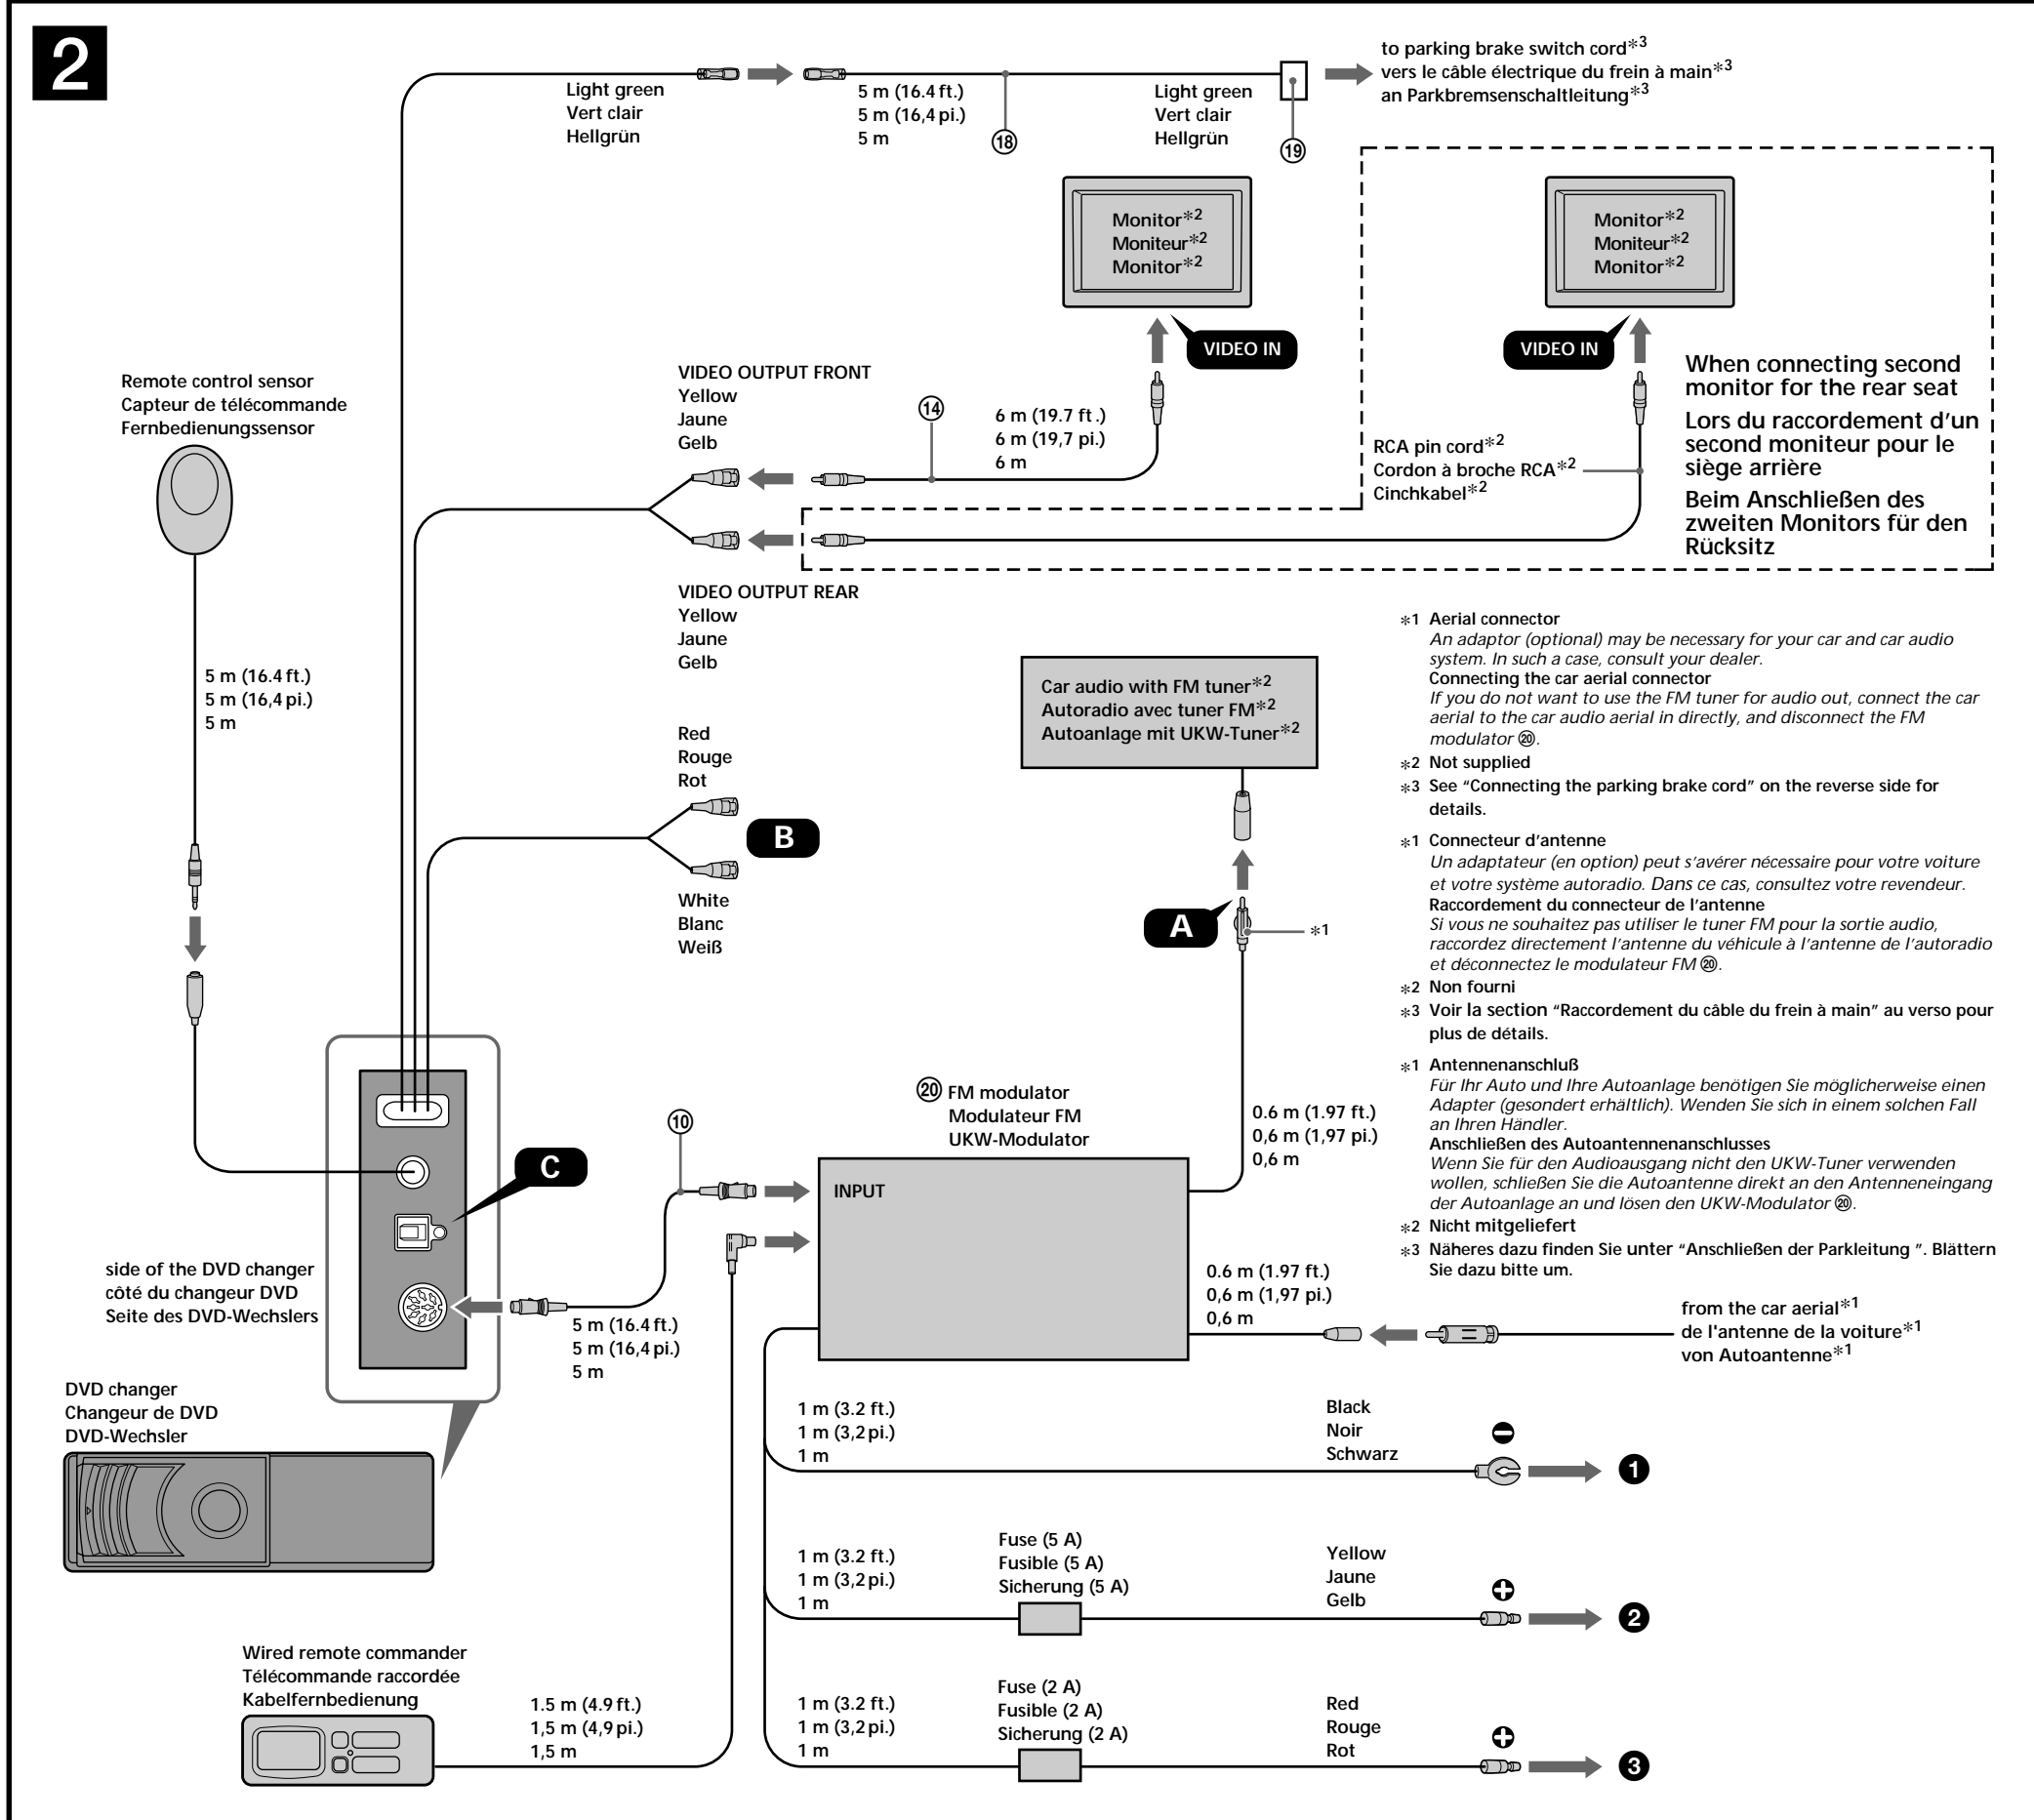 2
to parking brake switch cord*3
vers le câble électrique du frein à main*3
an Parkbremsenschaltleitung*3
Light green
Vert clair
Hellgrün
5 m (16.4 ft.)
5 m (16,4 pi.)
5 m
⑱
Light green
Vert clair
Hellgrün
⑲
Monitor*2
Moniteur*2
Monitor*2
VIDEO IN
Monitor*2
Moniteur*2
Monitor*2
VIDEO IN
When connecting second
monitor for the rear seat
Lors du raccordement d'un
second moniteur pour le
siège arrière
Beim Anschließen des
zweiten Monitors für den
Rücksitz
RCA pin cord*2
Cordon à broche RCA*2
Cinchkabel*2
Remote control sensor
Capteur de télécommande
Fernbedienungssensor
VIDEO OUTPUT FRONT
Yellow
Jaune
Gelb
⑭
6 m (19.7 ft.)
6 m (19,7 pi.)
6 m
VIDEO OUTPUT REAR
Yellow
Jaune
Gelb
5 m (16.4 ft.)
5 m (16,4 pi.)
5 m
Red
Rouge
Rot
B
White
Blanc
Weiß
Car audio with FM tuner*2
Autoradio avec tuner FM*2
Autoanlage mit UKW-Tuner*2
A
*1
*1 Aerial connector
An adaptor (optional) may be necessary for your car and car audio
system. In such a case, consult your dealer.
Connecting the car aerial connector
If you do not want to use the FM tuner for audio out, connect the car
aerial to the car audio aerial in directly, and disconnect the FM
modulator ⑳.
*2 Not supplied
*3 See “Connecting the parking brake cord” on the reverse side for
details.
*1 Connecteur d’antenne
Un adaptateur (en option) peut s’avérer nécessaire pour votre voiture
et votre système autoradio. Dans ce cas, consultez votre revendeur.
Raccordement du connecteur de l’antenne
Si vous ne souhaitez pas utiliser le tuner FM pour la sortie audio,
raccordez directement l’antenne du véhicule à l’antenne de l’autoradio
et déconnectez le modulateur FM ⑳.
*2 Non fourni
*3 Voir la section “Raccordement du câble du frein à main” au verso pour
plus de détails.
*1 Antennenanschluß
Für Ihr Auto und Ihre Autoanlage benötigen Sie möglicherweise einen
Adapter (gesondert erhältlich). Wenden Sie sich in einem solchen Fall
an Ihren Händler.
Anschließen des Autoantennenanschlusses
Wenn Sie für den Audioausgang nicht den UKW-Tuner verwenden
wollen, schließen Sie die Autoantenne direkt an den Antenneneingang
der Autoanlage an und lösen den UKW-Modulator ⑳.
*2 Nicht mitgeliefert
*3 Näheres dazu finden Sie unter “Anschließen der Parkleitung ”. Blättern
Sie dazu bitte um.
⑳ FM modulator
Modulateur FM
UKW-Modulator
0.6 m (1.97 ft.)
0,6 m (1,97 pi.)
0,6 m
⑩
INPUT
C
side of the DVD changer
côté du changeur DVD
Seite des DVD-Wechslers
5 m (16.4 ft.)
5 m (16,4 pi.)
5 m
0.6 m (1.97 ft.)
0,6 m (1,97 pi.)
0,6 m
from the car aerial*1
de l'antenne de la voiture*1
von Autoantenne*1
DVD changer
Changeur de DVD
DVD-Wechsler
1 m (3.2 ft.)
1 m (3,2 pi.)
1 m
Black
Noir
Schwarz
⊖
❶
1 m (3.2 ft.)
1 m (3,2 pi.)
1 m
Fuse (5 A)
Fusible (5 A)
Sicherung (5 A)
Yellow
Jaune
Gelb
⊕
❷
Wired remote commander
Télécommande raccordée
Kabelfernbedienung
1.5 m (4.9 ft.)
1,5 m (4,9 pi.)
1,5 m
1 m (3.2 ft.)
1 m (3,2 pi.)
1 m
Fuse (2 A)
Fusible (2 A)
Sicherung (2 A)
Red
Rouge
Rot
⊕
❸